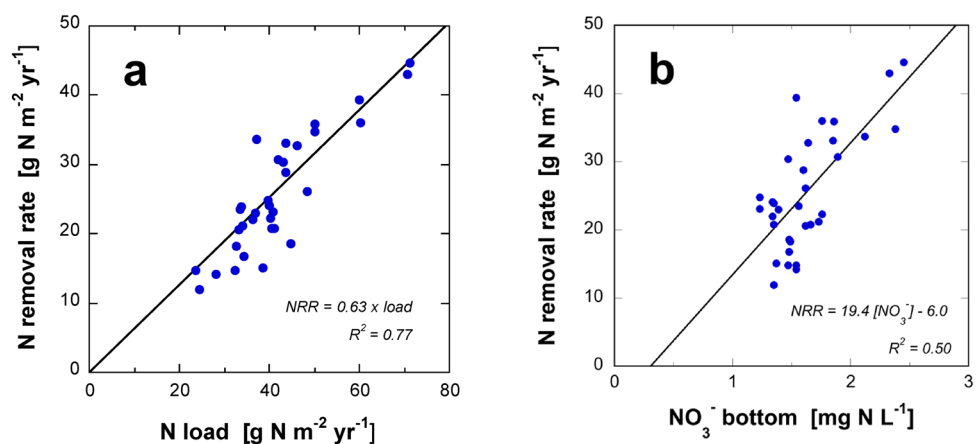 a
N removal rate [g N m⁻² yr⁻¹]
50
40
30
20
10
0
NRR = 0.63 x load
R² = 0.77
0 20 40 60 80
N load [g N m⁻² yr⁻¹]
b
N removal rate [g N m⁻² yr⁻¹]
50
40
30
20
10
0
NRR = 19.4 [NO₃⁻] - 6.0
R² = 0.50
0 1 2 3
NO₃⁻ bottom [mg N L⁻¹]